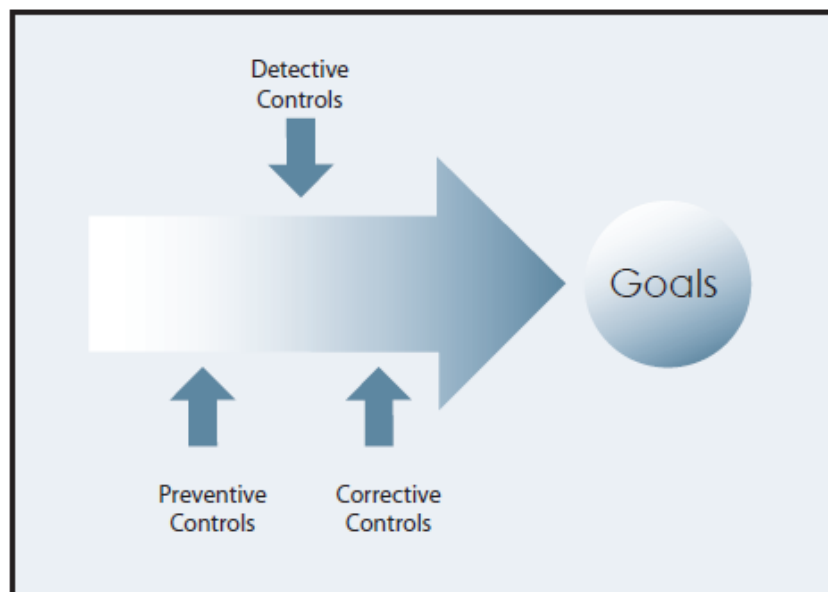 Detective
Controls
Goals
Preventive
Controls
Corrective
Controls